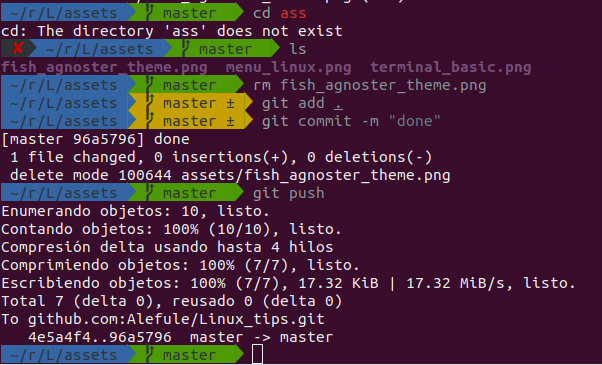 ~/r/L/assets master cd ass
cd: The directory 'ass' does not exist
✘ ~/r/L/assets master ls
fish_agnoster_theme.png menu_linux.png terminal_basic.png
~/r/L/assets master rm fish_agnoster_theme.png
~/r/L/assets master ± git add .
~/r/L/assets master ± git commit -m "done"
[master 96a5796] done
1 file changed, 0 insertions(+), 0 deletions(-)
delete mode 100644 assets/fish_agnoster_theme.png
~/r/L/assets master git push
Enumerando objetos: 10, listo.
Contando objetos: 100% (10/10), listo.
Compresión delta usando hasta 4 hilos
Comprimiendo objetos: 100% (7/7), listo.
Escribiendo objetos: 100% (7/7), 17.32 KiB | 17.32 MiB/s, listo.
Total 7 (delta 0), reusado 0 (delta 0)
To github.com:Alefule/Linux_tips.git
4e5a4f4..96a5796 master -> master
~/r/L/assets master